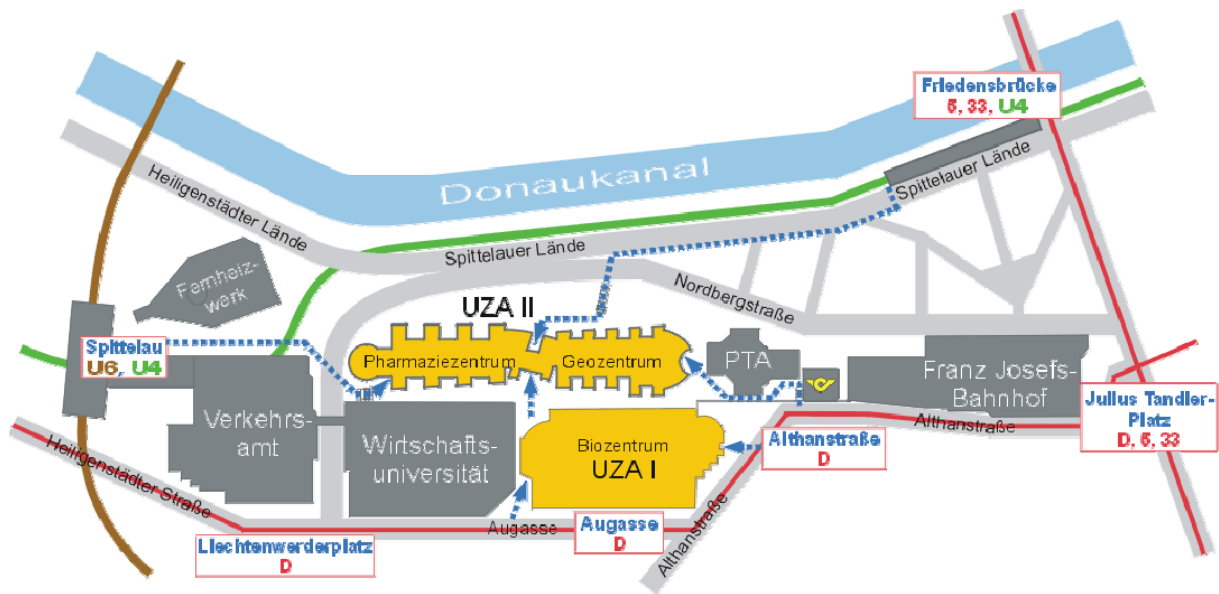 Friedensbrücke
5, 33, U4
Donaukanal
Heiligenstädter Lände
Spittelauer Lände
Spittelauer Lände
Fernheiz-
werk
Nordbergstraße
UZA II
Spittelau
U6, U4
Pharmaziezentrum
Geozentrum
PTA
Franz Josefs-
Bahnhof
Julius Tandler-
Platz
D, 5, 33
Verkehrs-
amt
Wirtschafts-
universität
Biozentrum
UZA I
Althanstraße
D
Althanstraße
Heiligenstädter Straße
Augasse
Augasse
D
Althanstraße
Liechtenwerderplatz
D